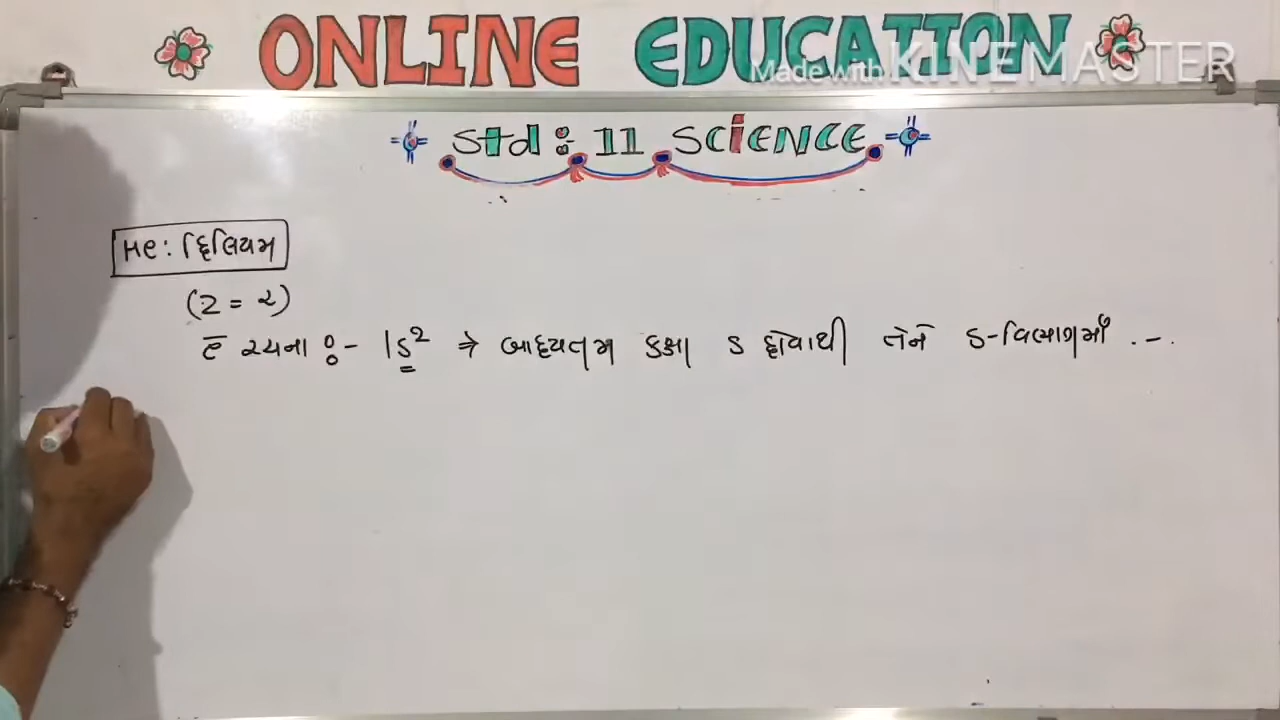 ONLINE EDUCATION
Made with KINEMASTER
Std : 11 SCIENCE
He : હિલિયમ
(Z = ૨)
e̅ રચના :- 1s² ⇒ બાહ્યતમ કક્ષા s હોવાથી તેને s-વિભાગમાં .-.